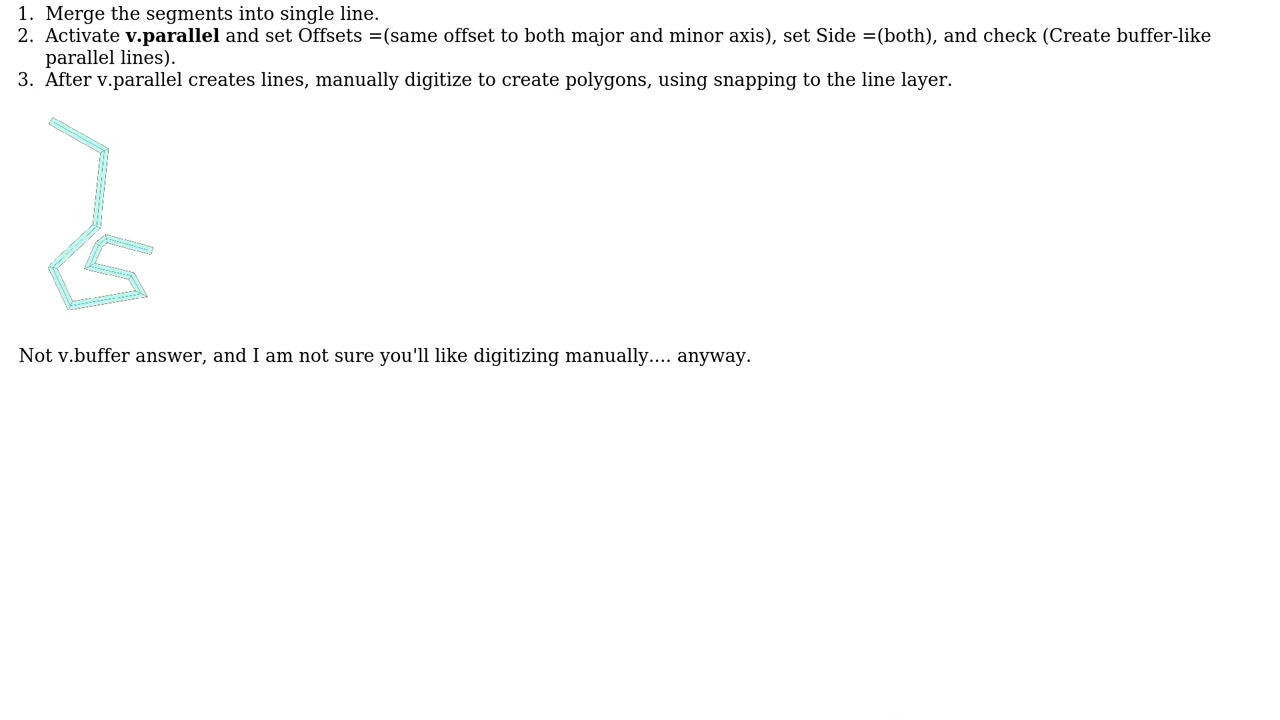 1. Merge the segments into single line.
2. Activate v.parallel and set Offsets =(same offset to both major and minor axis), set Side =(both), and check (Create buffer-like
parallel lines).
3. After v.parallel creates lines, manually digitize to create polygons, using snapping to the line layer.
Not v.buffer answer, and I am not sure you'll like digitizing manually.... anyway.